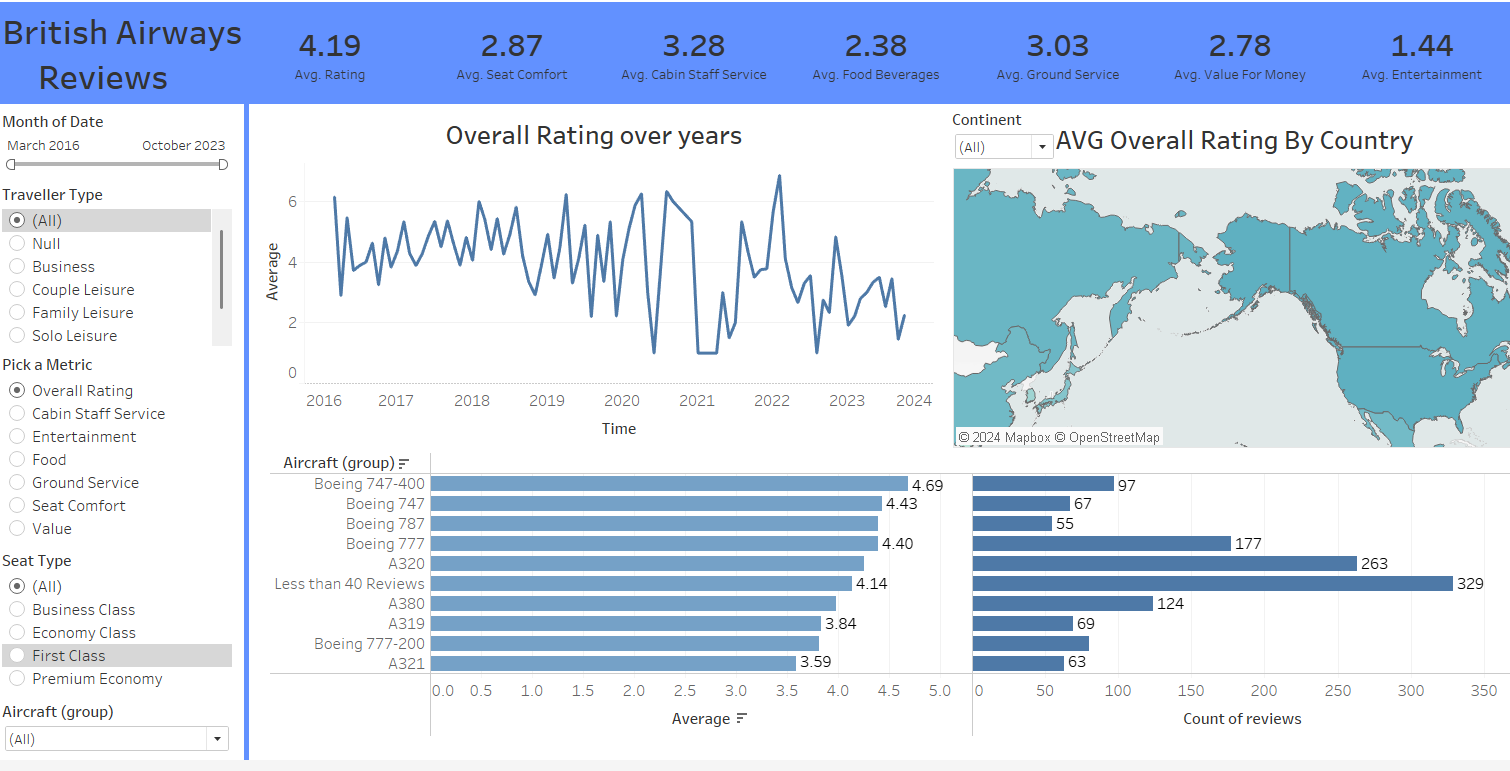 British Airways
Reviews
4.19
Avg. Rating
2.87
Avg. Seat Comfort
3.28
Avg. Cabin Staff Service
2.38
Avg. Food Beverages
3.03
Avg. Ground Service
2.78
Avg. Value For Money
1.44
Avg. Entertainment
Month of Date
March 2016 October 2023
Traveller Type
(All)
Null
Business
Couple Leisure
Family Leisure
Solo Leisure
Pick a Metric
Overall Rating
Cabin Staff Service
Entertainment
Food
Ground Service
Seat Comfort
Value
Seat Type
(All)
Business Class
Economy Class
First Class
Premium Economy
Aircraft (group)
(All)
Overall Rating over years
Average
6
4
2
0
2016 2017 2018 2019 2020 2021 2022 2023 2024
Time
Continent
(All)
AVG Overall Rating By Country
© 2024 Mapbox © OpenStreetMap
Aircraft (group)
Boeing 747-400 4.69 97
Boeing 747 4.43 67
Boeing 787 55
Boeing 777 4.40 177
A320 263
Less than 40 Reviews 4.14 329
A380 124
A319 3.84 69
Boeing 777-200
A321 3.59 63
0.0 0.5 1.0 1.5 2.0 2.5 3.0 3.5 4.0 4.5 5.0
Average
0 50 100 150 200 250 300 350
Count of reviews